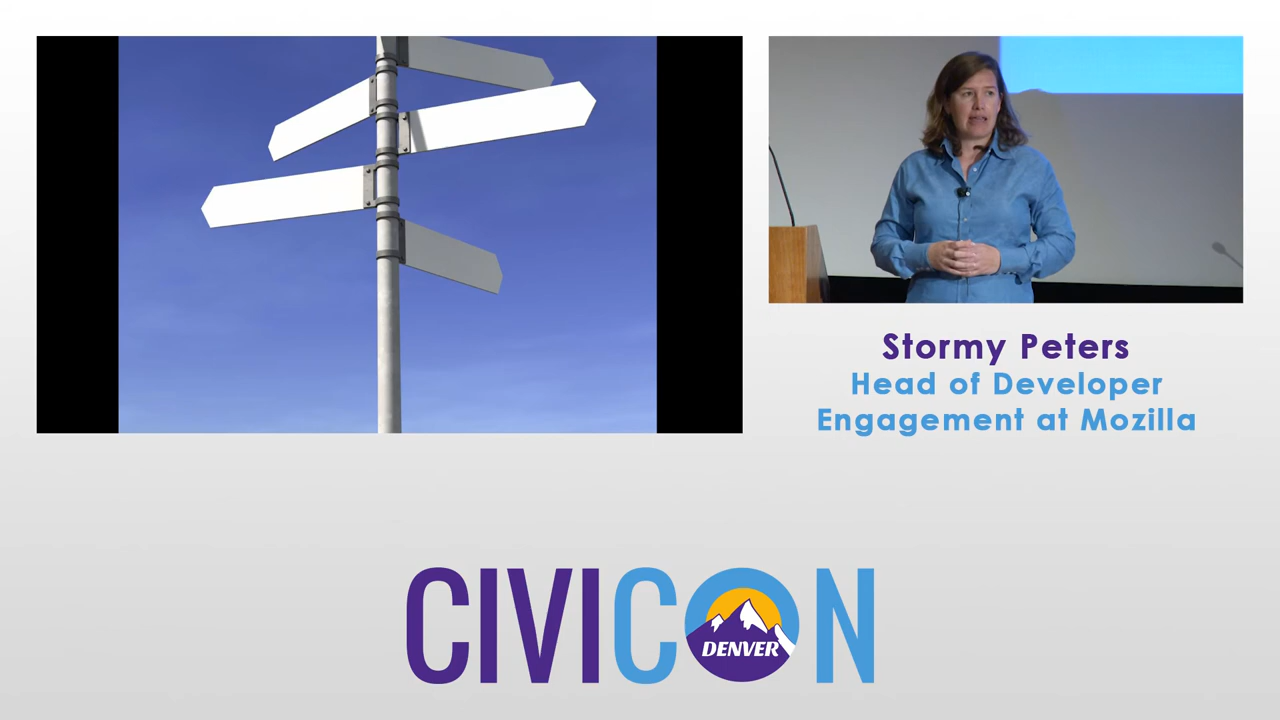 Stormy Peters
Head of Developer
Engagement at Mozilla
CIVICON
DENVER